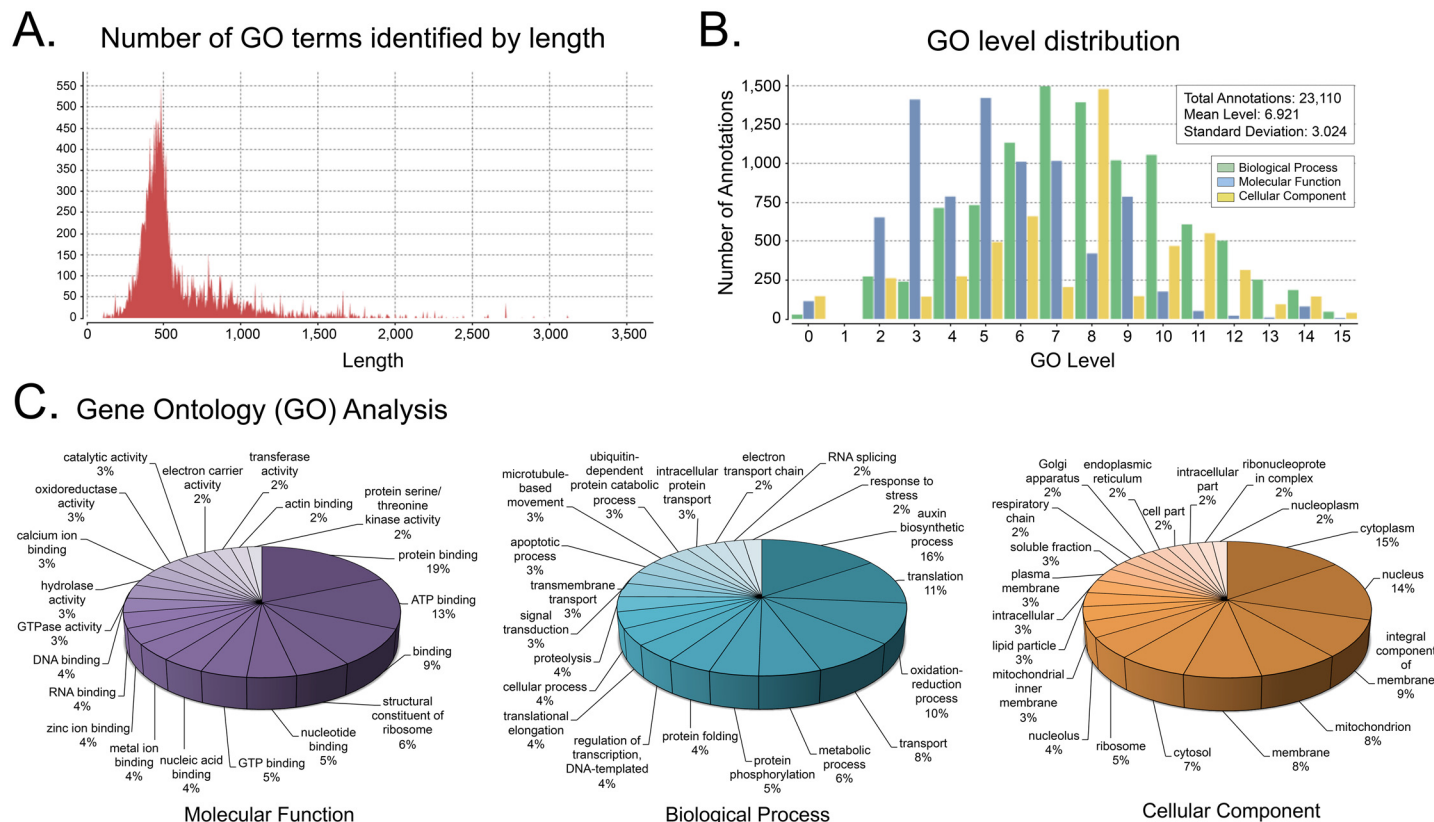 A. Number of GO terms identified by length
550
500
450
400
350
300
250
200
150
100
50
0
0 500 1,000 1,500 2,000 2,500 3,000 3,500
Length
B. GO level distribution
Number of Annotations
1,500
1,250
1,000
750
500
250
0
Total Annotations: 23,110
Mean Level: 6.921
Standard Deviation: 3.024
Biological Process
Molecular Function
Cellular Component
0 1 2 3 4 5 6 7 8 9 10 11 12 13 14 15
GO Level
C. Gene Ontology (GO) Analysis
catalytic activity
3%
electron carrier
activity
2%
transferase
activity
2%
oxidoreductase
activity
3%
actin binding
2%
protein serine/
threonine
kinase activity
2%
calcium ion
binding
3%
protein binding
19%
hydrolase
activity
3%
ATP binding
13%
GTPase activity
3%
binding
9%
DNA binding
4%
RNA binding
4%
structural
constituent of
ribosome
6%
zinc ion binding
4%
nucleotide
binding
5%
metal ion
binding
4%
nucleic acid
binding
4%
GTP binding
5%
Molecular Function
microtubule-
based
movement
3%
ubiquitin-
dependent
protein catabolic
process
3%
intracellular
protein
transport
3%
electron
transport chain
2%
RNA splicing
2%
response to
stress
2%
apoptotic
process
3%
auxin
biosynthetic
process
16%
transmembrane
transport
3%
translation
11%
signal
transduction
3%
proteolysis
4%
oxidation-
reduction
process
10%
cellular process
4%
translational
elongation
4%
transport
8%
regulation of
transcription,
DNA-templated
4%
protein folding
4%
protein
phosphorylation
5%
metabolic
process
6%
Biological Process
Golgi
apparatus
2%
endoplasmic
reticulum
2%
intracellular
part
2%
ribonucleoprote
in complex
2%
respiratory
chain
2%
cell part
2%
nucleoplasm
2%
soluble fraction
3%
cytoplasm
15%
plasma
membrane
3%
nucleus
14%
intracellular
3%
lipid particle
3%
integral
component
of
membrane
9%
mitochondrial
inner
membrane
3%
mitochondrion
8%
nucleolus
4%
ribosome
5%
cytosol
7%
membrane
8%
Cellular Component